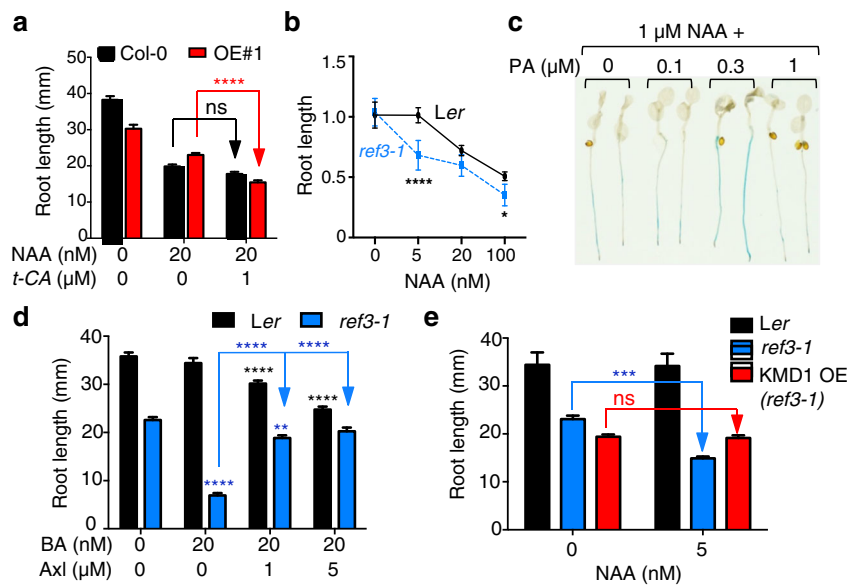 a
Col-0 OE#1
Root length (mm)
40
30
20
10
0
ns
****
NAA (nM) 0 20 20
t-CA (µM) 0 0 1
b
Root length
1.5
1.0
0.5
0
Ler
ref3-1
****
*
0 5 20 100
NAA (nM)
c
1 µM NAA +
PA (µM) 0 0.1 0.3 1
d
Ler ref3-1
Root length (mm)
40
20
0
**** ****
****
****
**
****
BA (nM) 0 20 20 20
Axl (µM) 0 0 1 5
e
Ler
ref3-1
KMD1 OE
(ref3-1)
Root length (mm)
40
30
20
10
0
***
ns
0 5
NAA (nM)